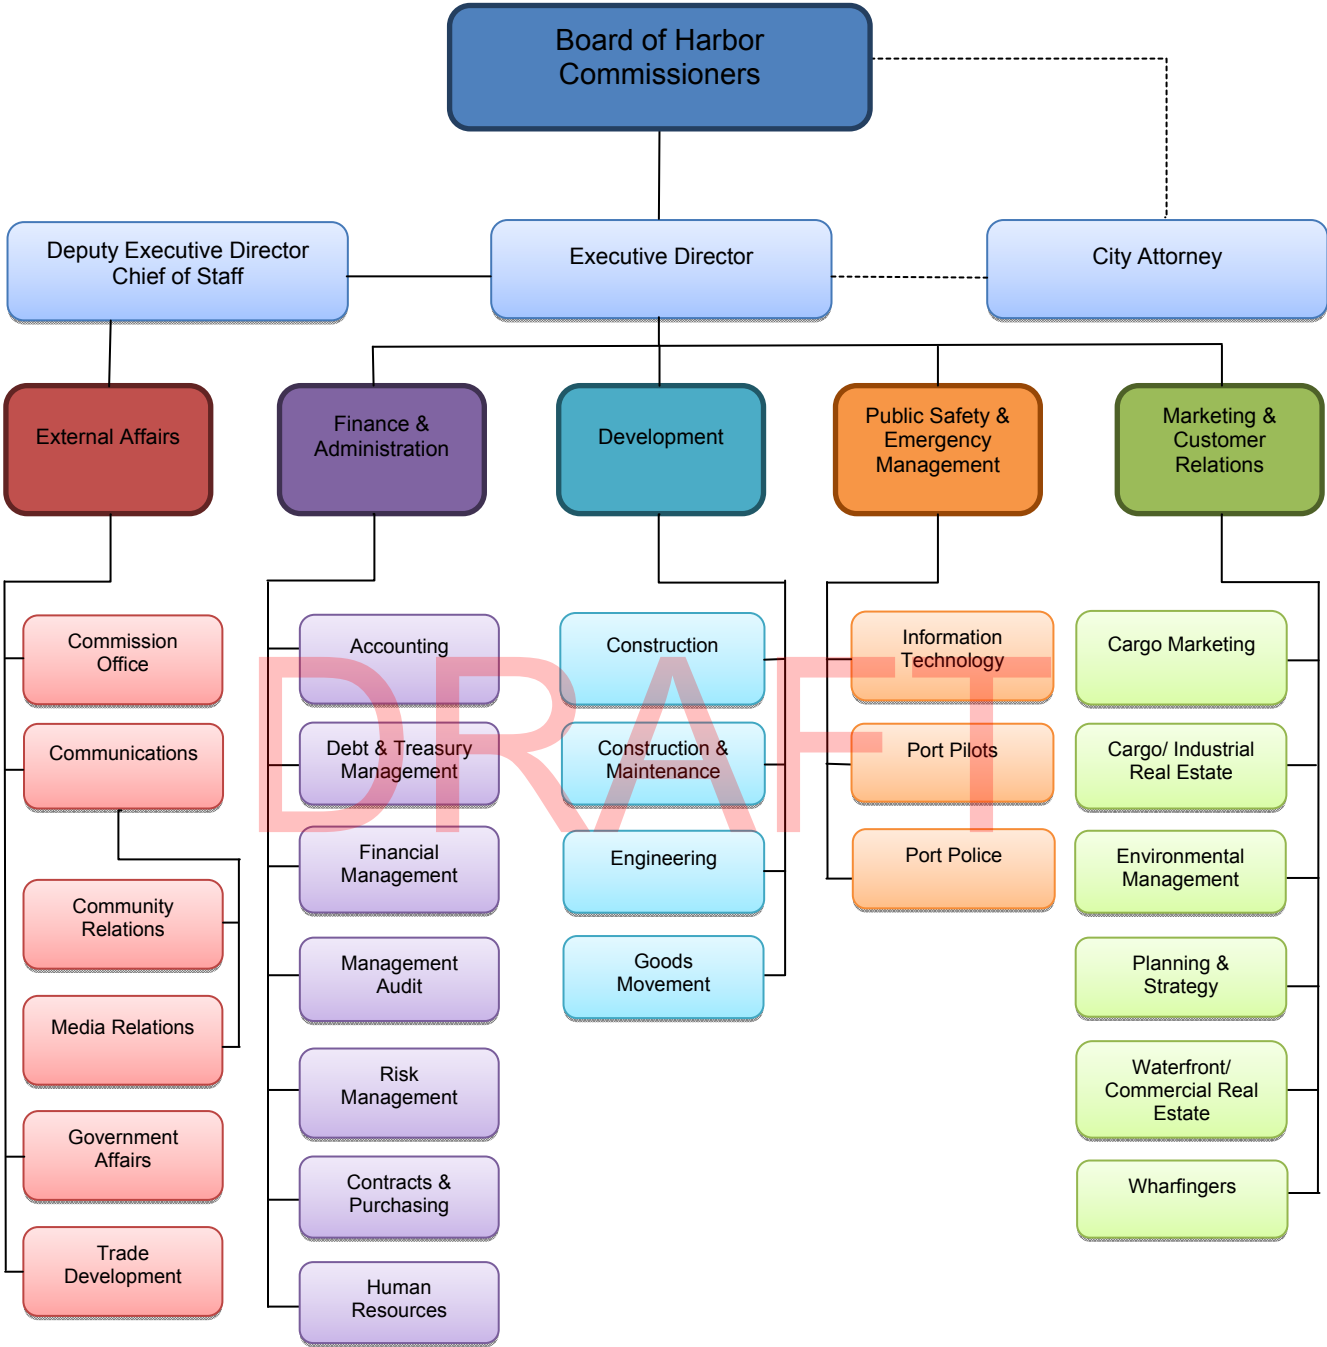 Board of Harbor
Commissioners
Deputy Executive Director
Chief of Staff
Executive Director
City Attorney
External Affairs
Finance &
Administration
Development
Public Safety &
Emergency
Management
Marketing &
Customer
Relations
Commission
Office
Communications
Community
Relations
Media Relations
Government
Affairs
Trade
Development
Accounting
Debt & Treasury
Management
Financial
Management
Management
Audit
Risk
Management
Contracts &
Purchasing
Human
Resources
Construction
Construction &
Maintenance
Engineering
Goods
Movement
Information
Technology
Port Pilots
Port Police
Cargo Marketing
Cargo/ Industrial
Real Estate
Environmental
Management
Planning &
Strategy
Waterfront/
Commercial Real
Estate
Wharfingers
DRAFT